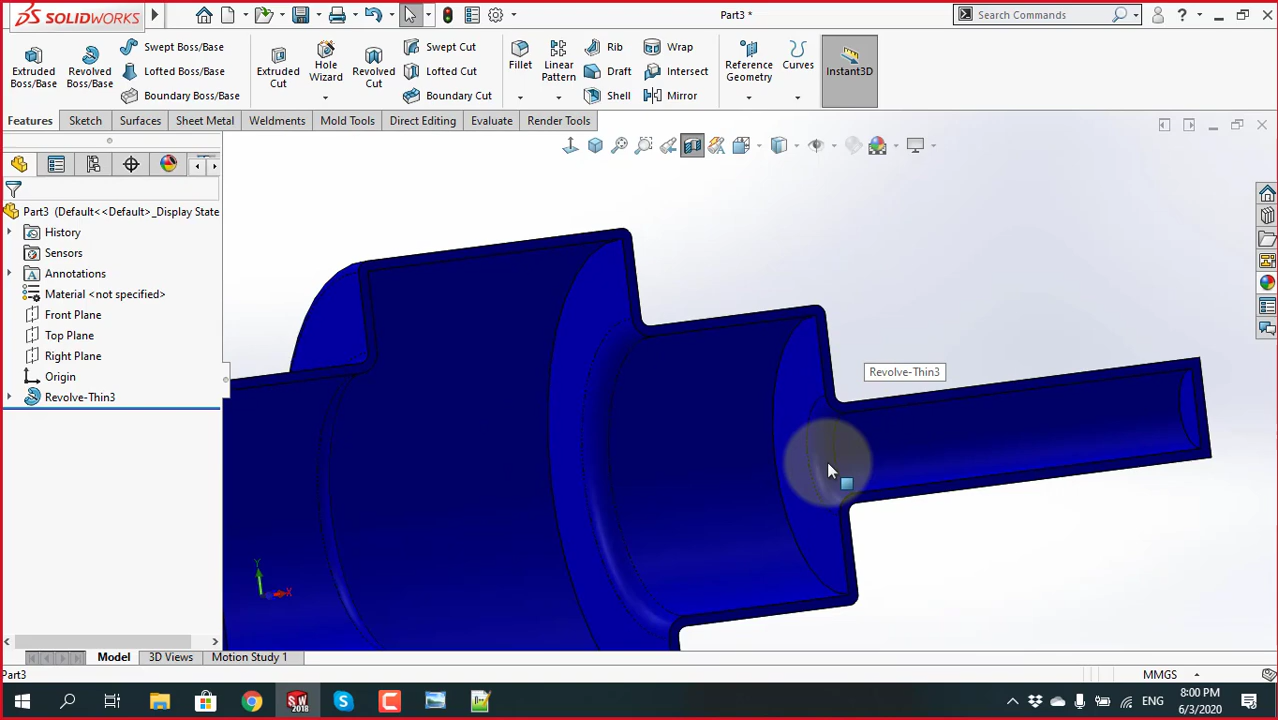 SOLIDWORKS
Part3 *
Search Commands
?
Extruded Boss/Base
Revolved Boss/Base
Swept Boss/Base
Lofted Boss/Base
Boundary Boss/Base
Extruded Cut
Hole Wizard
Revolved Cut
Swept Cut
Lofted Cut
Boundary Cut
Fillet
Linear Pattern
Rib
Draft
Shell
Wrap
Intersect
Mirror
Reference Geometry
Curves
Instant3D
Features
Sketch
Surfaces
Sheet Metal
Weldments
Mold Tools
Direct Editing
Evaluate
Render Tools
Part3 (Default<<Default>_Display State
History
Sensors
Annotations
Material <not specified>
Front Plane
Top Plane
Right Plane
Origin
Revolve-Thin3
Revolve-Thin3
Y
X
Model
3D Views
Motion Study 1
Part3
MMGS
SW
2018
ENG
8:00 PM
6/3/2020